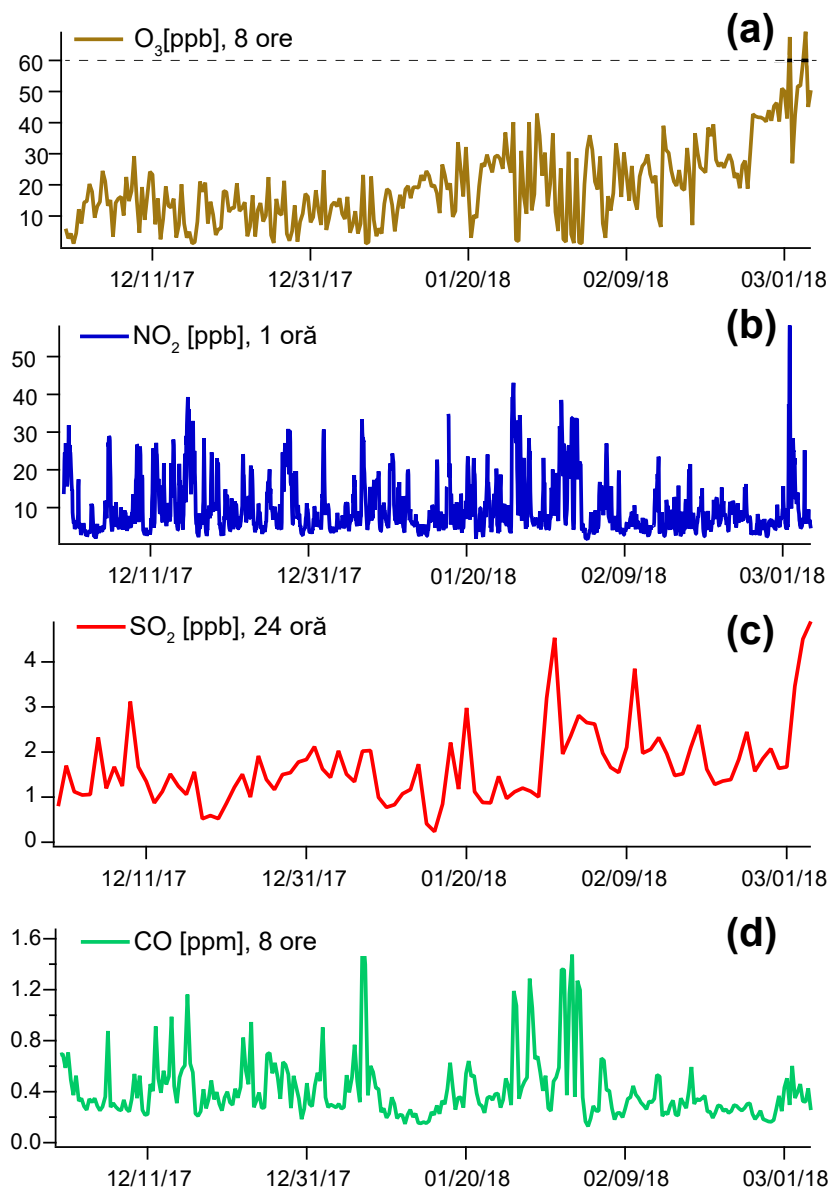 O3[ppb], 8 ore
(a)
60
50
40
30
20
10
12/11/17 12/31/17 01/20/18 02/09/18 03/01/18
NO2 [ppb], 1 oră
(b)
50
40
30
20
10
12/11/17 12/31/17 01/20/18 02/09/18 03/01/18
SO2 [ppb], 24 oră
(c)
4
3
2
1
0
12/11/17 12/31/17 01/20/18 02/09/18 03/01/18
CO [ppm], 8 ore
(d)
1.6
1.2
0.8
0.4
0.0
12/11/17 12/31/17 01/20/18 02/09/18 03/01/18